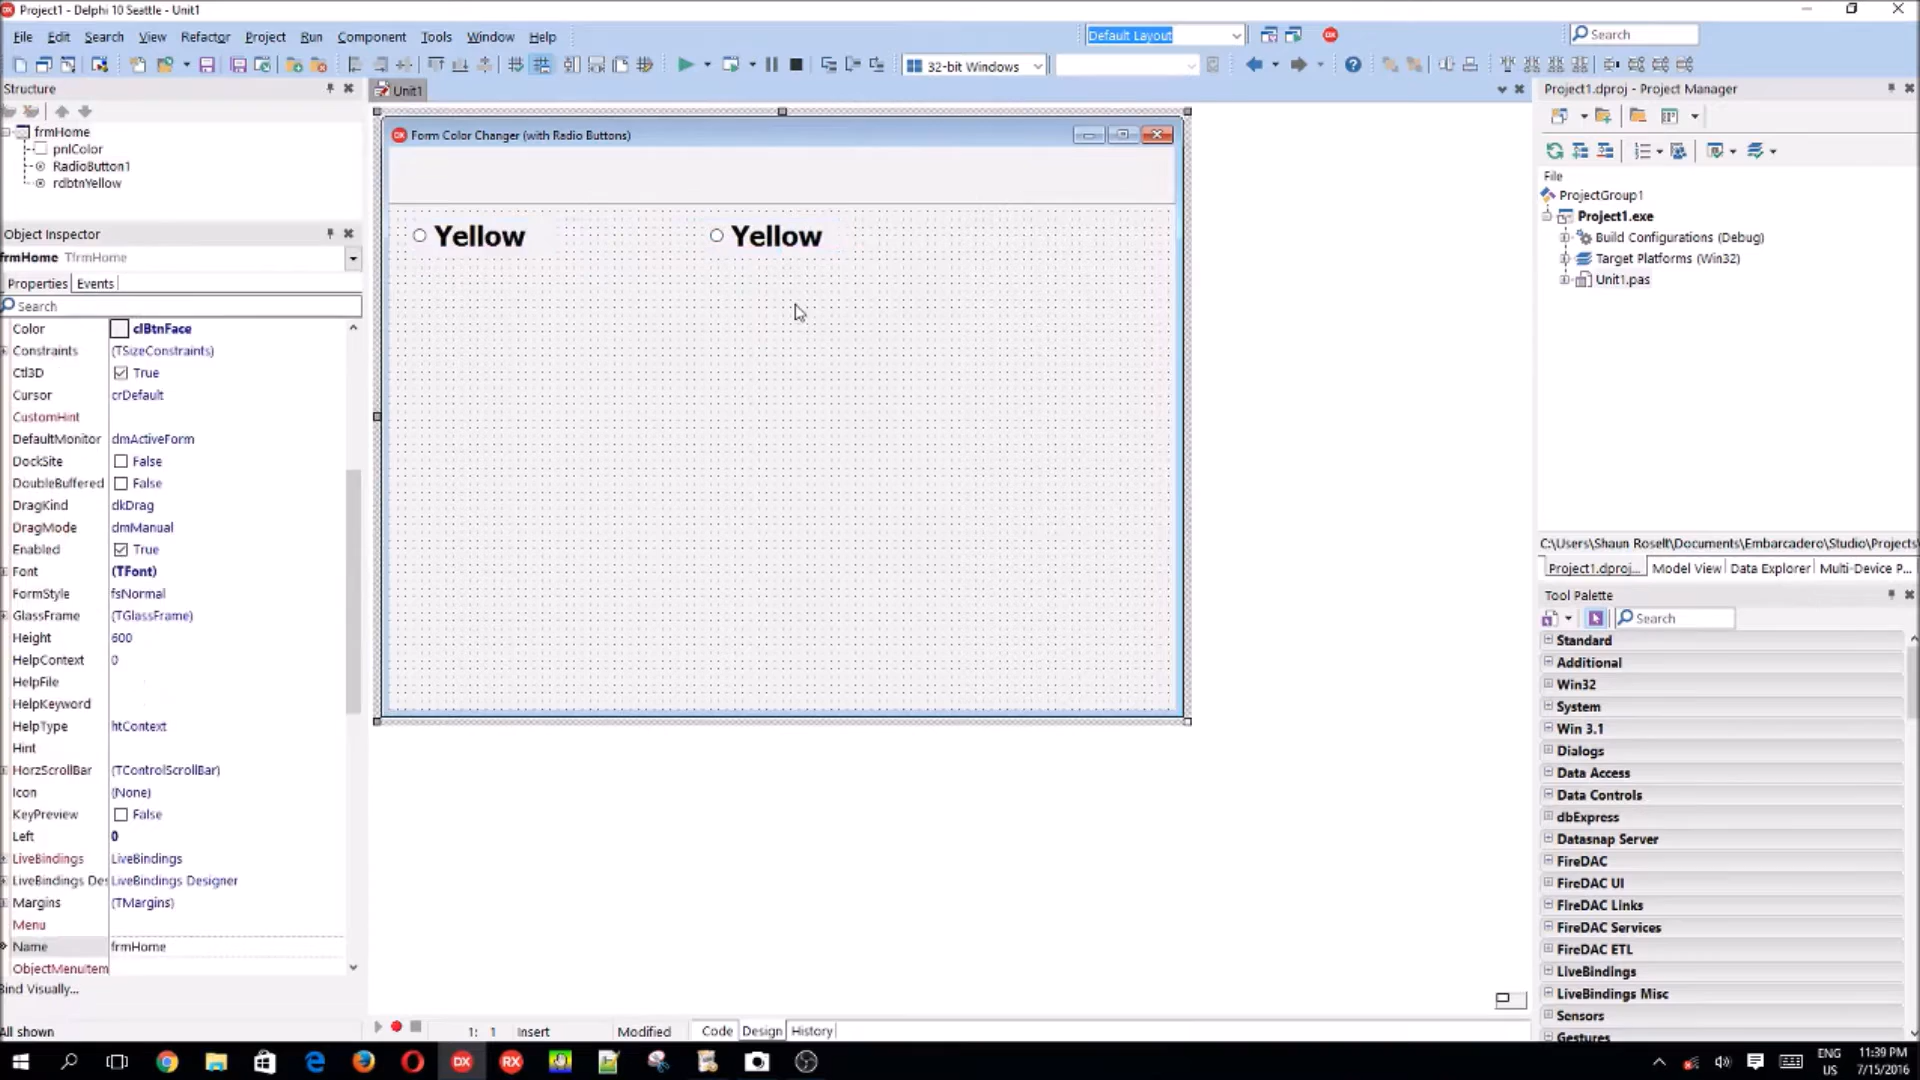 Project1 - Delphi 10 Seattle - Unit1
File Edit Search View Refactor Project Run Component Tools Window Help
Default Layout
Search
32-bit Windows
Structure
frmHome
pnlColor
RadioButton1
rdbtnYellow
Object Inspector
frmHome TfrmHome
Properties Events
Search
Color clBtnFace
Constraints (TSizeConstraints)
Ctl3D True
Cursor crDefault
CustomHint
DefaultMonitor dmActiveForm
DockSite False
DoubleBuffered False
DragKind dkDrag
DragMode dmManual
Enabled True
Font (TFont)
FormStyle fsNormal
GlassFrame (TGlassFrame)
Height 600
HelpContext 0
HelpFile
HelpKeyword
HelpType htContext
Hint
HorzScrollBar (TControlScrollBar)
Icon (None)
KeyPreview False
Left 0
LiveBindings LiveBindings
LiveBindings Des LiveBindings Designer
Margins (TMargins)
Menu
Name frmHome
ObjectMenuItem
Bind Visually...
All shown
Unit1
Form Color Changer (with Radio Buttons)
Yellow Yellow
1: 1 Insert Modified Code Design History
Project1.dproj - Project Manager
File
ProjectGroup1
Project1.exe
Build Configurations (Debug)
Target Platforms (Win32)
Unit1.pas
C:\Users\Shaun Roselt\Documents\Embarcadero\Studio\Projects\
Project1.dproj... Model View Data Explorer Multi-Device P...
Tool Palette
Search
Standard
Additional
Win32
System
Win 3.1
Dialogs
Data Access
Data Controls
dbExpress
Datasnap Server
FireDAC
FireDAC UI
FireDAC Links
FireDAC Services
FireDAC ETL
LiveBindings
LiveBindings Misc
Sensors
Gestures
DX RX
ENG
US
11:39 PM
7/15/2016